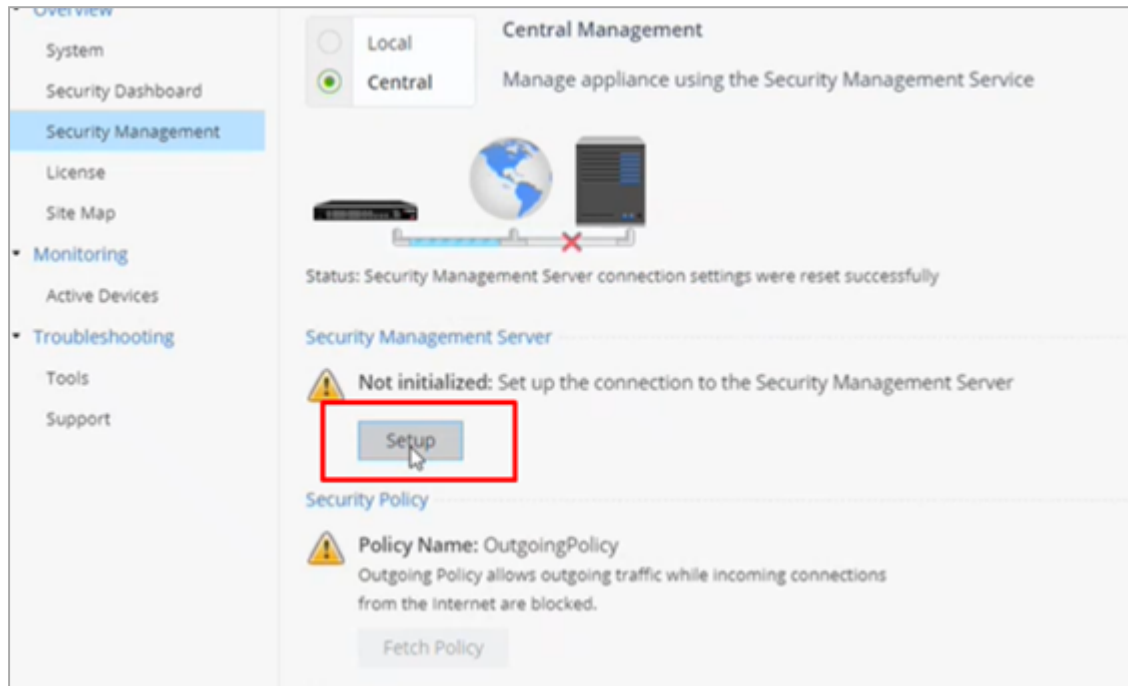 Overview
System
Security Dashboard
Security Management
License
Site Map
Monitoring
Active Devices
Troubleshooting
Tools
Support
Local
Central
Central Management
Manage appliance using the Security Management Service
Status: Security Management Server connection settings were reset successfully
Security Management Server
Not initialized: Set up the connection to the Security Management Server
Setup
Security Policy
Policy Name: OutgoingPolicy
Outgoing Policy allows outgoing traffic while incoming connections
from the Internet are blocked.
Fetch Policy